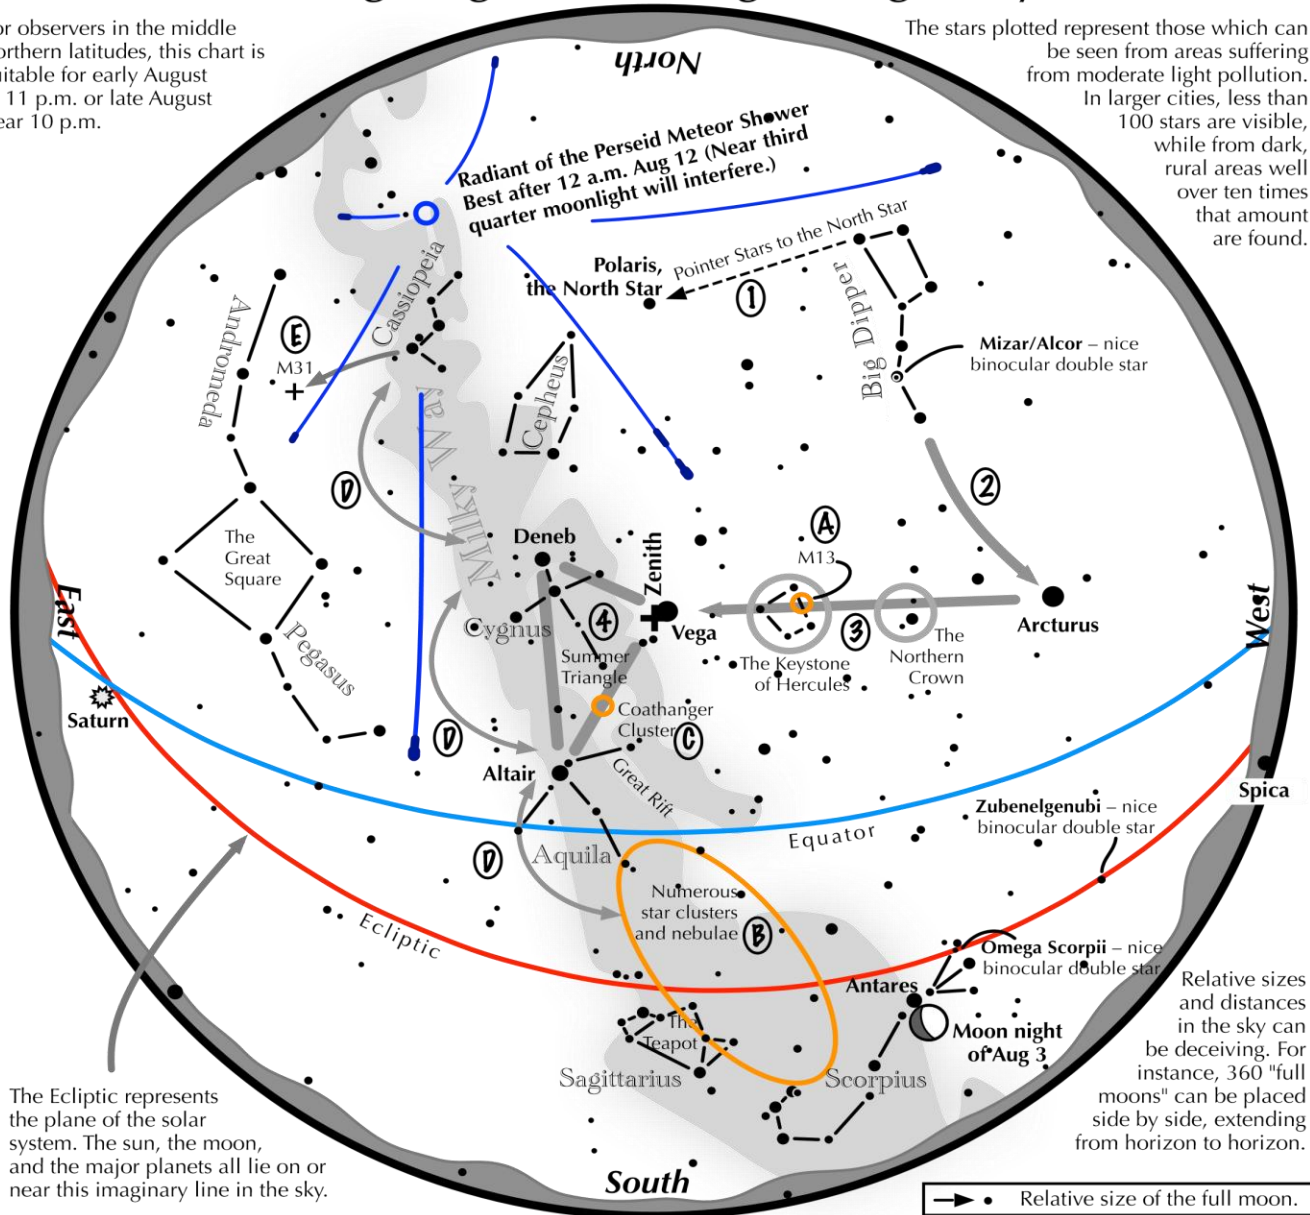 or observers in the middle
orthern latitudes, this chart is
uitable for early August
11 p.m. or late August
ear 10 p.m.
The stars plotted represent those which can
be seen from areas suffering
from moderate light pollution.
In larger cities, less than
100 stars are visible,
while from dark,
rural areas well
over ten times
that amount
are found.
North
Radiant of the Perseid Meteor Shower
Best after 12 a.m. Aug 12 (Near third
quarter moonlight will interfere.)
Polaris,
the North Star
Pointer Stars to the North Star
1
Big Dipper
Mizar/Alcor – nice
binocular double star
Cassiopeia
Andromeda
E
M31
Cepheus
Milky Way
D
2
The
Great
Square
Pegasus
Deneb
Zenith
A
M13
East
West
Cygnus
4
Vega
3
Arcturus
Summer
Triangle
The Keystone
of Hercules
The
Northern
Crown
Saturn
D
Coathanger
Cluster
C
Altair
Great Rift
Spica
Zubenelgenubi – nice
binocular double star
Equator
D
Aquila
Numerous
star clusters
and nebulae
B
Ecliptic
Omega Scorpii – nice
binocular double star
Antares
Moon night
of Aug 3
The
Teapot
Sagittarius
Scorpius
Relative sizes
and distances
in the sky can
be deceiving. For
instance, 360 "full
moons" can be placed
side by side, extending
from horizon to horizon.
The Ecliptic represents
the plane of the solar
system. The sun, the moon,
and the major planets all lie on or
near this imaginary line in the sky.
South
Relative size of the full moon.